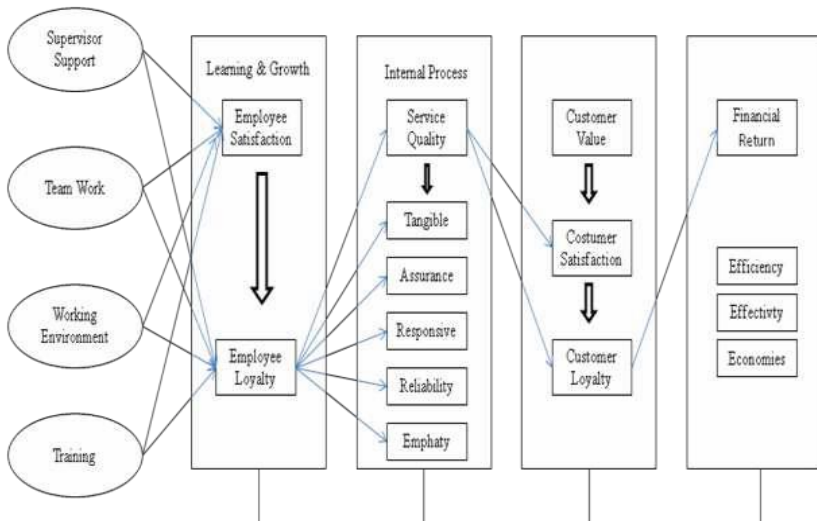 Supervisor
Support
Team Work
Working
Environment
Training
Learning & Growth
Employee
Satisfaction
Employee
Loyalty
Internal Process
Service
Quality
Tangible
Assurance
Responsive
Reliability
Emphaty
Customer
Value
Costumer
Satisfaction
Customer
Loyalty
Financial
Return
Efficiency
Effectivty
Economies